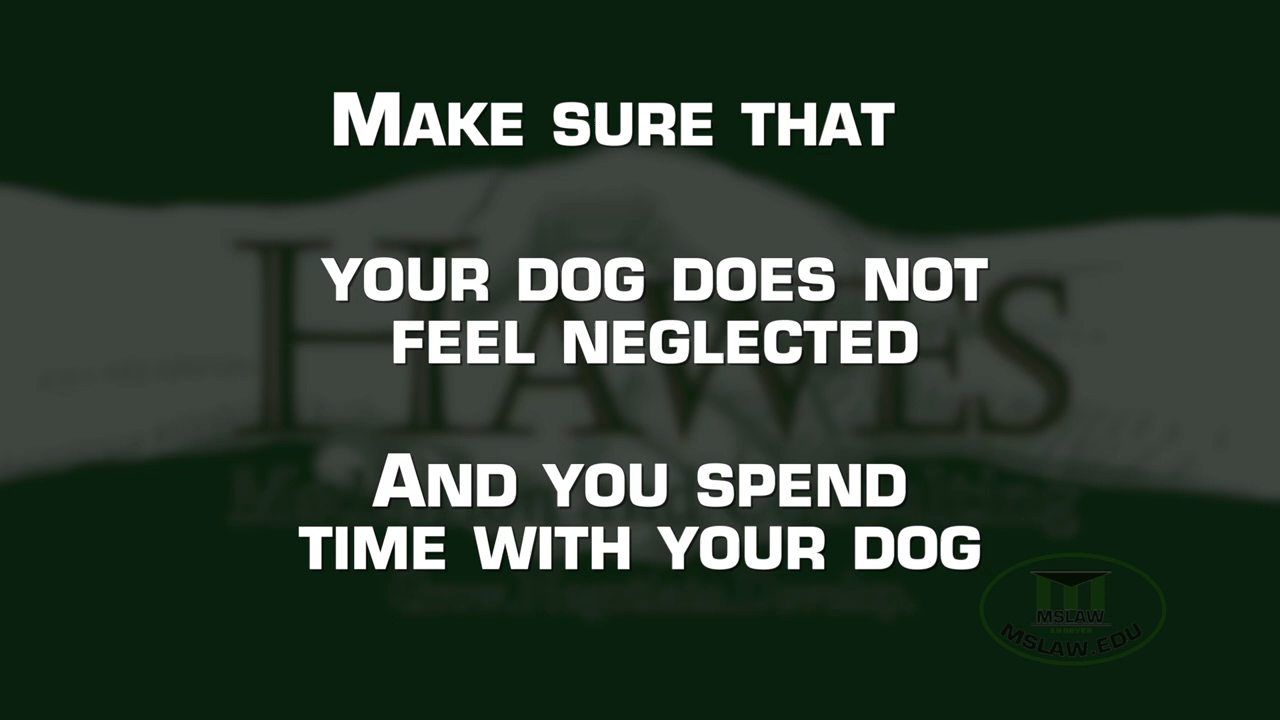 MAKE SURE THAT
YOUR DOG DOES NOT
FEEL NEGLECTED
HAWES
AND YOU SPEND
TIME WITH YOUR DOG
MSLAW
MSLAW.EDU